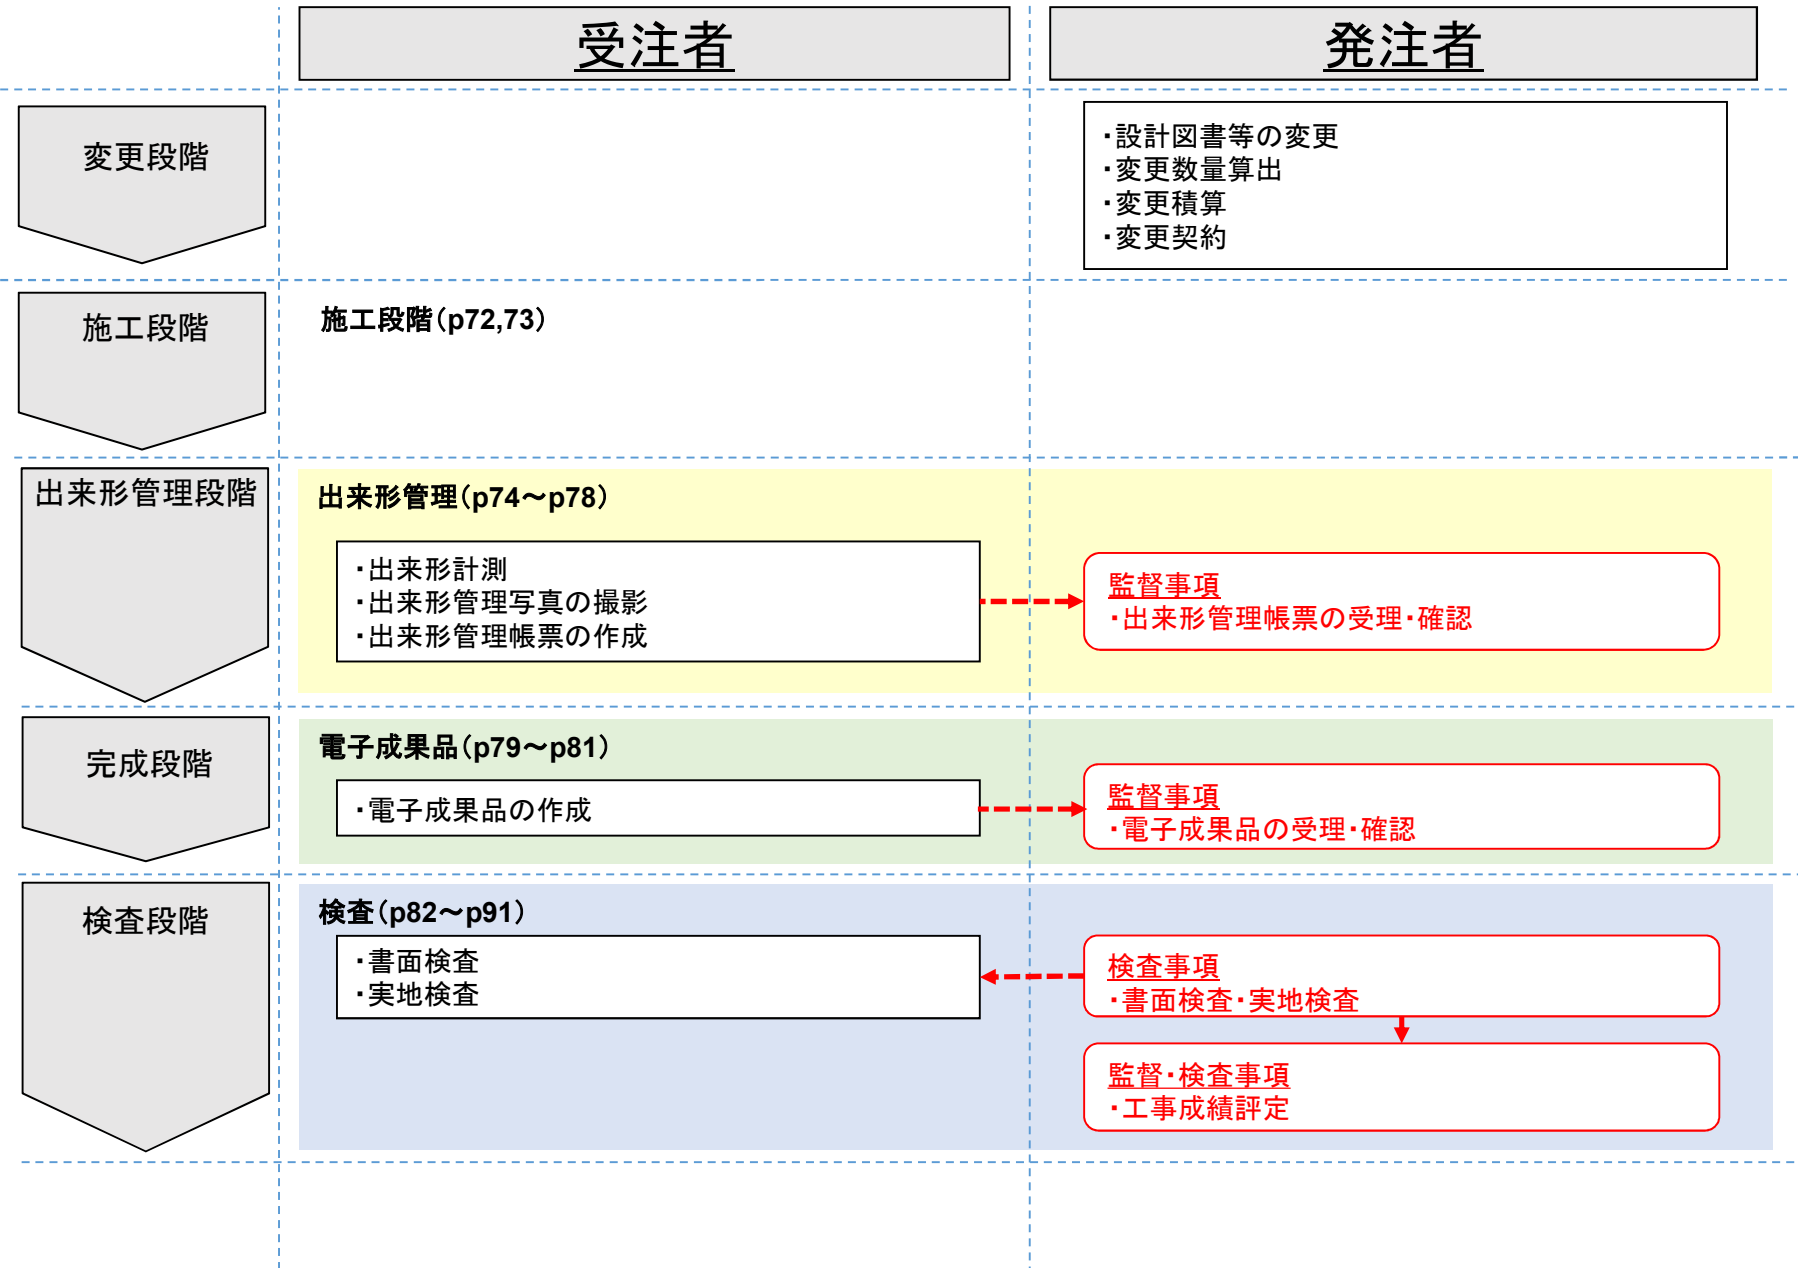 受注者
発注者
変更段階
・設計図書等の変更
・変更数量算出
・変更積算
・変更契約
施工段階
施工段階(p72,73)
出来形管理段階
出来形管理(p74～p78)
・出来形計測
・出来形管理写真の撮影
・出来形管理帳票の作成
監督事項
・出来形管理帳票の受理・確認
完成段階
電子成果品(p79～p81)
・電子成果品の作成
監督事項
・電子成果品の受理・確認
検査段階
検査(p82～p91)
・書面検査
・実地検査
検査事項
・書面検査・実地検査
監督・検査事項
・工事成績評定